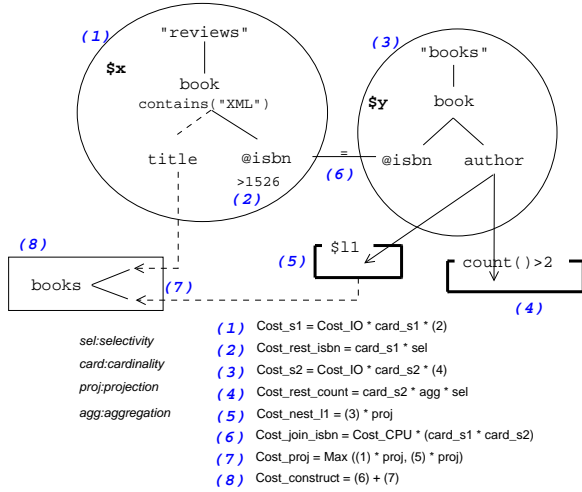 (1)
"reviews"
$x
book
contains("XML")
title
@isbn
>1526
(2)
=
(6)
(3)
"books"
$y
book
@isbn
author
(8)
books
(7)
(5)
$l1
count()>2
(4)
sel:selectivity
card:cardinality
proj:projection
agg:aggregation
(1) Cost_s1 = Cost_IO * card_s1 * (2)
(2) Cost_rest_isbn = card_s1 * sel
(3) Cost_s2 = Cost_IO * card_s2 * (4)
(4) Cost_rest_count = card_s2 * agg * sel
(5) Cost_nest_l1 = (3) * proj
(6) Cost_join_isbn = Cost_CPU * (card_s1 * card_s2)
(7) Cost_proj = Max ((1) * proj, (5) * proj)
(8) Cost_construct = (6) + (7)